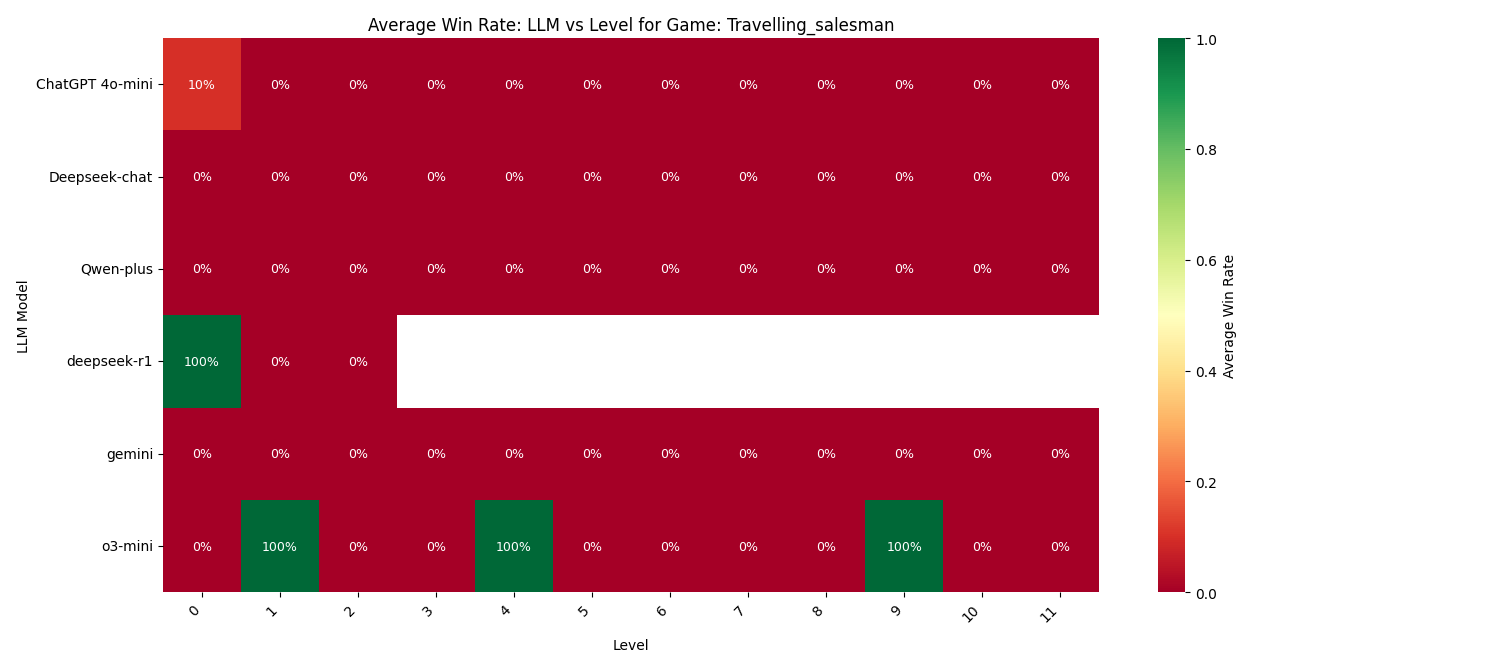 Average Win Rate: LLM vs Level for Game: Travelling_salesman
ChatGPT 4o-mini 10% 0% 0% 0% 0% 0% 0% 0% 0% 0% 0% 0%
Deepseek-chat 0% 0% 0% 0% 0% 0% 0% 0% 0% 0% 0% 0%
Qwen-plus 0% 0% 0% 0% 0% 0% 0% 0% 0% 0% 0% 0%
deepseek-r1 100% 0% 0%
gemini 0% 0% 0% 0% 0% 0% 0% 0% 0% 0% 0% 0%
o3-mini 0% 100% 0% 0% 100% 0% 0% 0% 0% 100% 0% 0%
0 1 2 3 4 5 6 7 8 9 10 11
Level
LLM Model
1.0
0.8
0.6
0.4
0.2
0.0
Average Win Rate